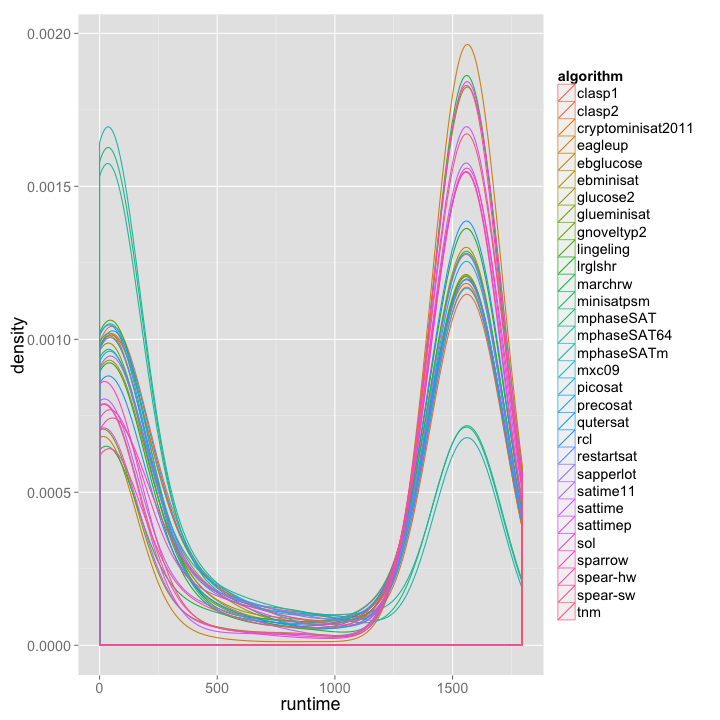 0.0020
0.0015
0.0010
0.0005
0.0000
density
0
500
1000
1500
runtime
algorithm
clasp1
clasp2
cryptominisat2011
eagleup
ebglucose
ebminisat
glucose2
glueminisat
gnoveltyp2
lingeling
lrglshr
marchrw
minisatpsm
mphaseSAT
mphaseSAT64
mphaseSATm
mxc09
picosat
precosat
qutersat
rcl
restartsat
sapperlot
satime11
sattime
sattimep
sol
sparrow
spear-hw
spear-sw
tnm